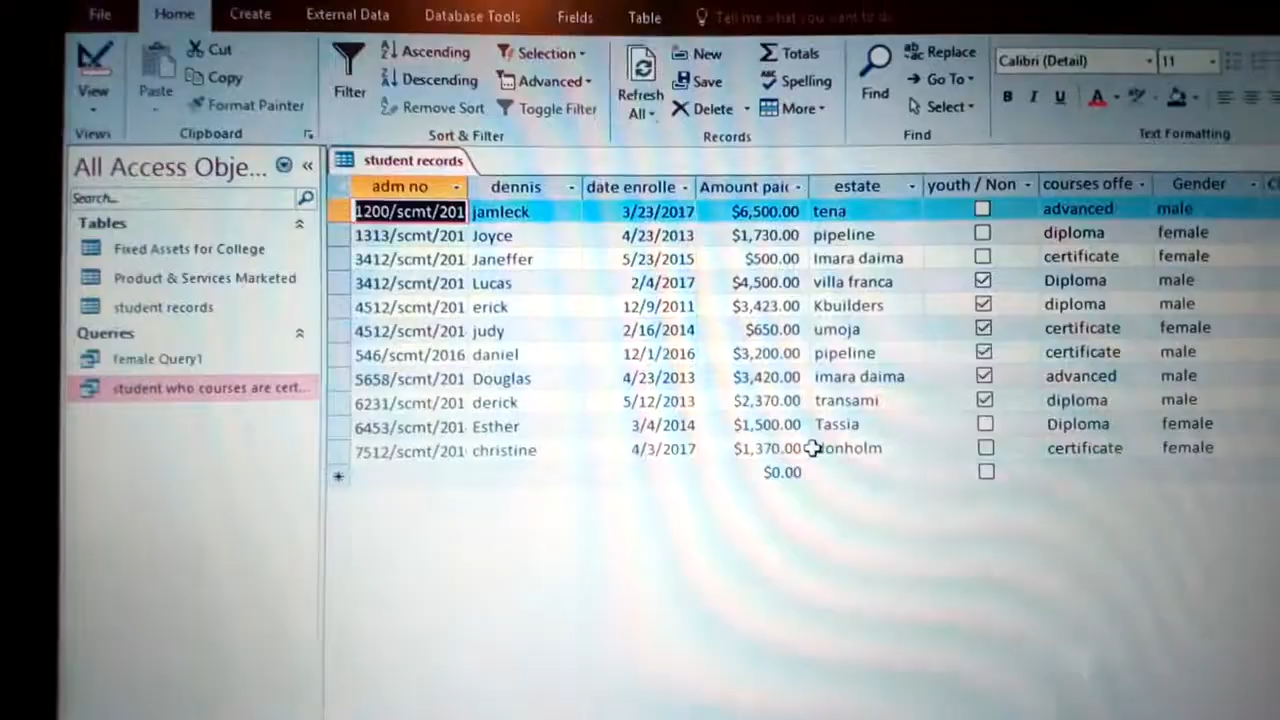 File Home Create External Data Database Tools Fields Table Tell me what you want to do
View Paste Cut Copy Format Painter
Views Clipboard
Filter Ascending Descending Remove Sort Selection Advanced Toggle Filter
Sort & Filter
Refresh All New Save Delete Totals Spelling More
Records
Find Replace Go To Select
Find
Calibri (Detail) 11
B I U A
Text Formatting
All Access Obje...
Search...
Tables
Fixed Assets for College
Product & Services Marketed
student records
Queries
female Query1
student who courses are cert...
student records
adm no dennis date enrolle Amount paid estate youth / Non courses offe Gender
1200/scmt/201 jamleck 3/23/2017 $6,500.00 tena advanced male
1313/scmt/201 Joyce 4/23/2013 $1,730.00 pipeline diploma female
3412/scmt/201 Janeffer 5/23/2015 $500.00 Imara daima certificate female
3412/scmt/201 Lucas 2/4/2017 $4,500.00 villa franca Diploma male
4512/scmt/201 erick 12/9/2011 $3,423.00 Kbuilders diploma male
4512/scmt/201 judy 2/16/2014 $650.00 umoja certificate female
546/scmt/2016 daniel 12/1/2016 $3,200.00 pipeline certificate male
5658/scmt/201 Douglas 4/23/2013 $3,420.00 imara daima advanced male
6231/scmt/201 derick 5/12/2013 $2,370.00 transami diploma male
6453/scmt/201 Esther 3/4/2014 $1,500.00 Tassia Diploma female
7512/scmt/201 christine 4/3/2017 $1,370.00 donholm certificate female
$0.00